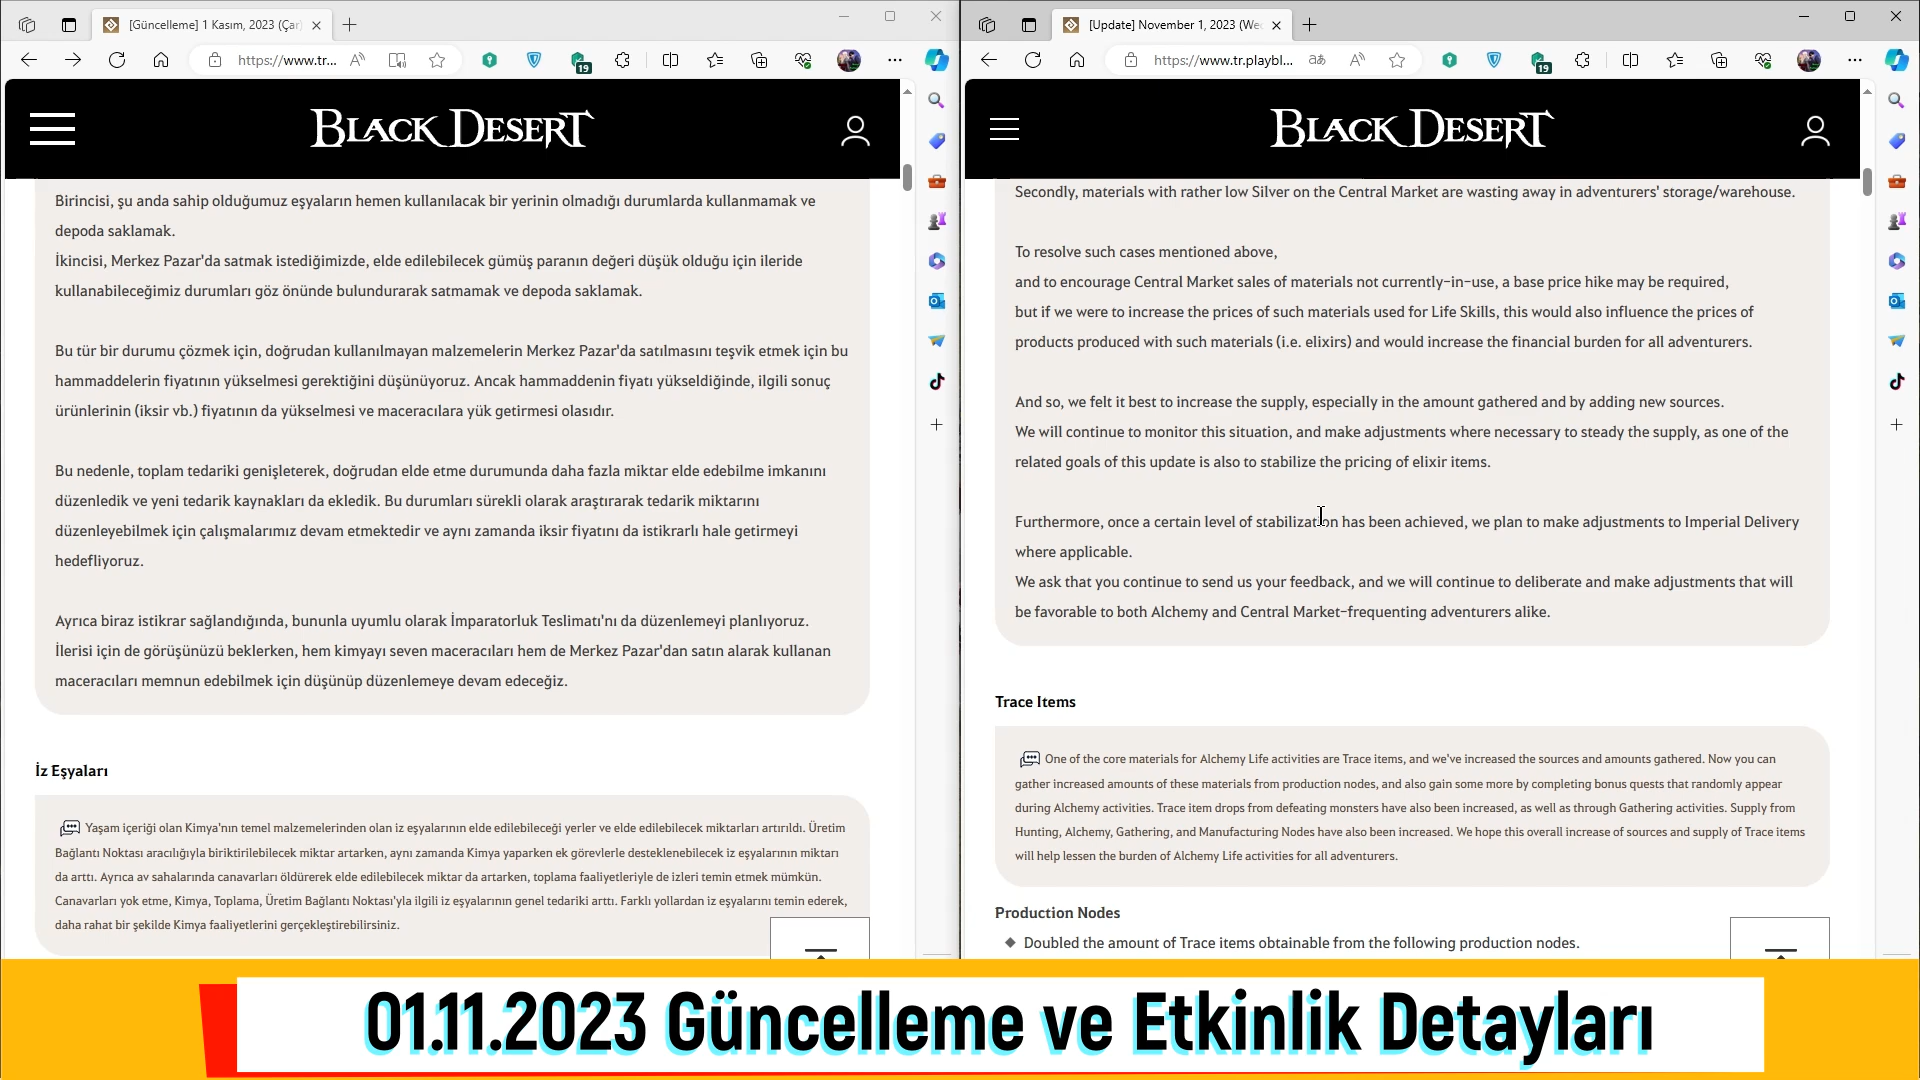 [Güncelleme] 1 Kasım, 2023 (Çar
https://www.tr...
19
BLACK DESERT
Birincisi, şu anda sahip olduğumuz eşyaların hemen kullanılacak bir yerinin olmadığı durumlarda kullanmamak ve
depoda saklamak.
İkincisi, Merkez Pazar'da satmak istediğimizde, elde edilebilecek gümüş paranın değeri düşük olduğu için ileride
kullanabileceğimiz durumları göz önünde bulundurarak satmamak ve depoda saklamak.
Bu tür bir durumu çözmek için, doğrudan kullanılmayan malzemelerin Merkez Pazar'da satılmasını teşvik etmek için bu
hammaddelerin fiyatının yükselmesi gerektiğini düşünüyoruz. Ancak hammaddenin fiyatı yükseldiğinde, ilgili sonuç
ürünlerinin (iksir vb.) fiyatının da yükselmesi ve maceracılara yük getirmesi olasıdır.
Bu nedenle, toplam tedariki genişleterek, doğrudan elde etme durumunda daha fazla miktar elde edebilme imkanını
düzenledik ve yeni tedarik kaynakları da ekledik. Bu durumları sürekli olarak araştırarak tedarik miktarını
düzenleyebilmek için çalışmalarımız devam etmektedir ve aynı zamanda iksir fiyatını da istikrarlı hale getirmeyi
hedefliyoruz.
Ayrıca biraz istikrar sağlandığında, bununla uyumlu olarak İmparatorluk Teslimatı'nı da düzenlemeyi planlıyoruz.
İlerisi için de görüşünüzü beklerken, hem kimyayı seven maceracıları hem de Merkez Pazar'dan satın alarak kullanan
maceracıları memnun edebilmek için düşünüp düzenlemeye devam edeceğiz.
İz Eşyaları
Yaşam içeriği olan Kimya'nın temel malzemelerinden olan iz eşyalarının elde edilebileceği yerler ve elde edilebilecek miktarları artırıldı. Üretim
Bağlantı Noktası aracılığıyla biriktirilebilecek miktar artarken, aynı zamanda Kimya yaparken ek görevlerle desteklenebilecek iz eşyalarının miktarı
da arttı. Ayrıca av sahalarında canavarları öldürerek elde edilebilecek miktar da artarken, toplama faaliyetleriyle de izleri temin etmek mümkün.
Canavarları yok etme, Kimya, Toplama, Üretim Bağlantı Noktası'yla ilgili iz eşyalarının genel tedariki arttı. Farklı yollardan iz eşyalarını temin ederek,
daha rahat bir şekilde Kimya faaliyetlerini gerçekleştirebilirsiniz.
[Update] November 1, 2023 (We
https://www.tr.playbl...
19
BLACK DESERT
Secondly, materials with rather low Silver on the Central Market are wasting away in adventurers' storage/warehouse.
To resolve such cases mentioned above,
and to encourage Central Market sales of materials not currently-in-use, a base price hike may be required,
but if we were to increase the prices of such materials used for Life Skills, this would also influence the prices of
products produced with such materials (i.e. elixirs) and would increase the financial burden for all adventurers.
And so, we felt it best to increase the supply, especially in the amount gathered and by adding new sources.
We will continue to monitor this situation, and make adjustments where necessary to steady the supply, as one of the
related goals of this update is also to stabilize the pricing of elixir items.
Furthermore, once a certain level of stabilization has been achieved, we plan to make adjustments to Imperial Delivery
where applicable.
We ask that you continue to send us your feedback, and we will continue to deliberate and make adjustments that will
be favorable to both Alchemy and Central Market-frequenting adventurers alike.
Trace Items
One of the core materials for Alchemy Life activities are Trace items, and we've increased the sources and amounts gathered. Now you can
gather increased amounts of these materials from production nodes, and also gain some more by completing bonus quests that randomly appear
during Alchemy activities. Trace item drops from defeating monsters have also been increased, as well as through Gathering activities. Supply from
Hunting, Alchemy, Gathering, and Manufacturing Nodes have also been increased. We hope this overall increase of sources and supply of Trace items
will help lessen the burden of Alchemy Life activities for all adventurers.
Production Nodes
◆ Doubled the amount of Trace items obtainable from the following production nodes.
01.11.2023 Güncelleme ve Etkinlik Detayları